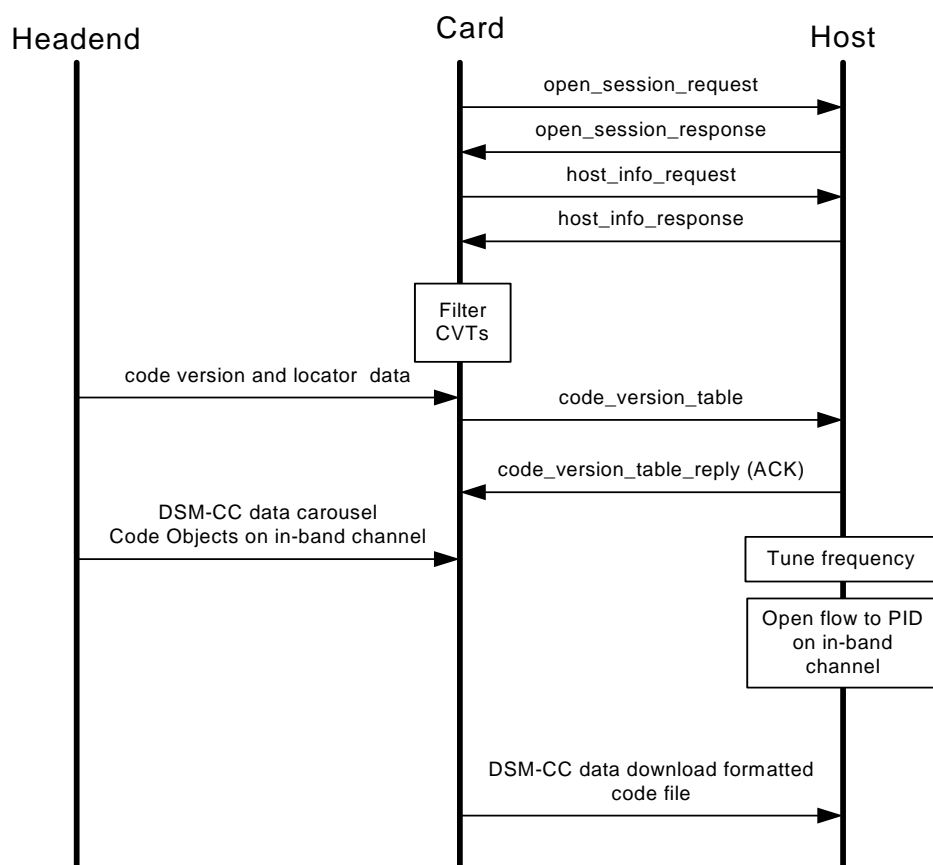 Headend
Card
Host
open_session_request
open_session_response
host_info_request
host_info_response
Filter
CVTs
code version and locator data
code_version_table
code_version_table_reply (ACK)
DSM-CC data carousel
Code Objects on in-band channel
Tune frequency
Open flow to PID
on in-band
channel
DSM-CC data download formatted
code file